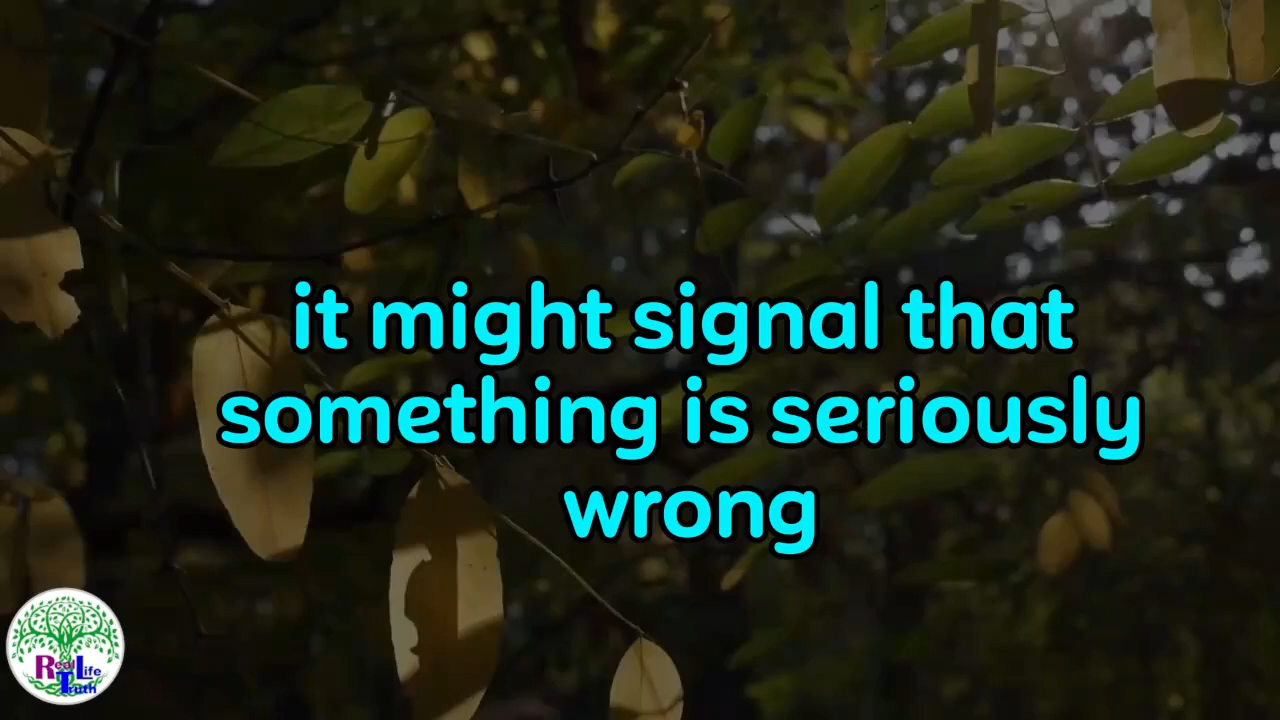 it might signal that
something is seriously
wrong
Real Life
Truth